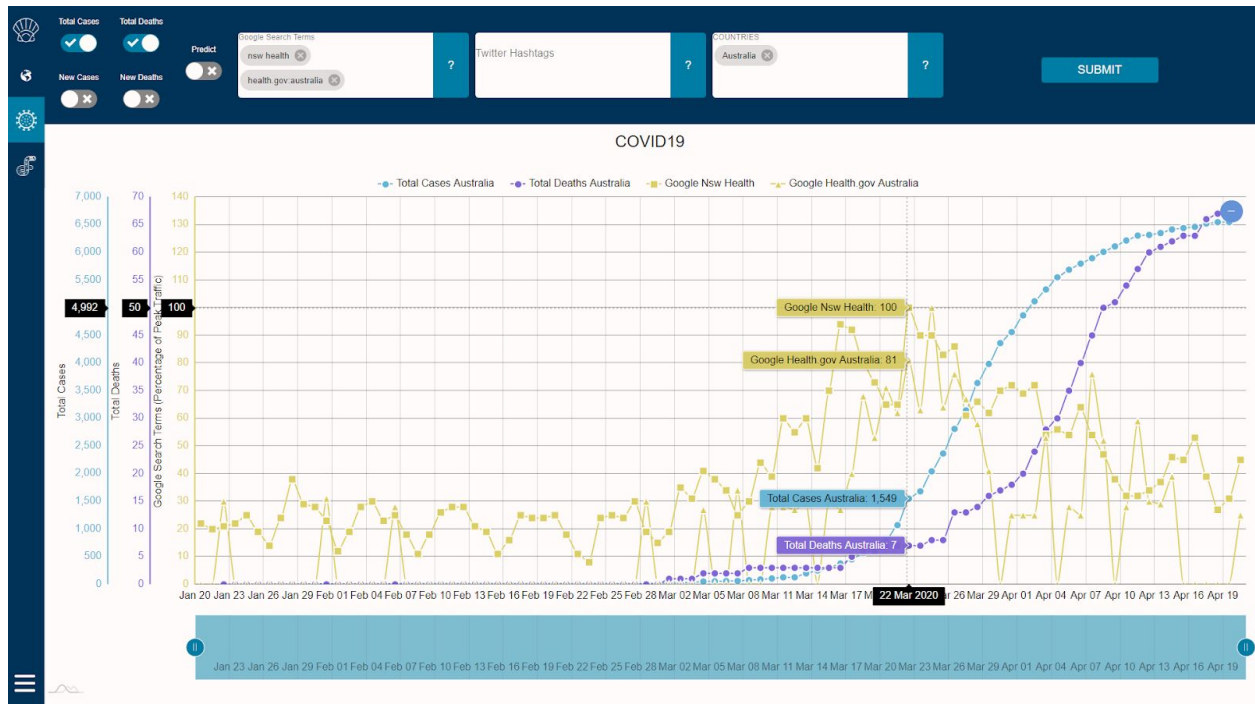 Total Cases
Total Deaths
New Cases
New Deaths
Predict
Google Search Terms
nsw health
health.gov:australia
?
Twitter Hashtags
?
COUNTRIES
Australia
?
SUBMIT
COVID19
Total Cases Australia
Total Deaths Australia
Google Nsw Health
Google Health.gov Australia
7,000 70 140
6,500 65 130
6,000 60 120
5,500 55 110
4,992 50 100
4,500 45 90
4,000 40 80
3,500 35 70
3,000 30 60
2,500 25 50
2,000 20 40
1,500 15 30
1,000 10 20
500 5 10
0 0 0
Total Cases
Total Deaths
Google Search Terms (Percentage of Peak Traffic)
Google Nsw Health: 100
Google Health.gov Australia: 81
Total Cases Australia: 1,549
Total Deaths Australia: 7
Jan 20 Jan 23 Jan 26 Jan 29 Feb 01 Feb 04 Feb 07 Feb 10 Feb 13 Feb 16 Feb 19 Feb 22 Feb 25 Feb 28 Mar 02 Mar 05 Mar 08 Mar 11 Mar 14 Mar 17 22 Mar 2020 Mar 26 Mar 29 Apr 01 Apr 04 Apr 07 Apr 10 Apr 13 Apr 16 Apr 19
Jan 23 Jan 26 Jan 29 Feb 01 Feb 04 Feb 07 Feb 10 Feb 13 Feb 16 Feb 19 Feb 22 Feb 25 Feb 28 Mar 02 Mar 05 Mar 08 Mar 11 Mar 14 Mar 17 Mar 20 Mar 23 Mar 26 Mar 29 Apr 01 Apr 04 Apr 07 Apr 10 Apr 13 Apr 16 Apr 19